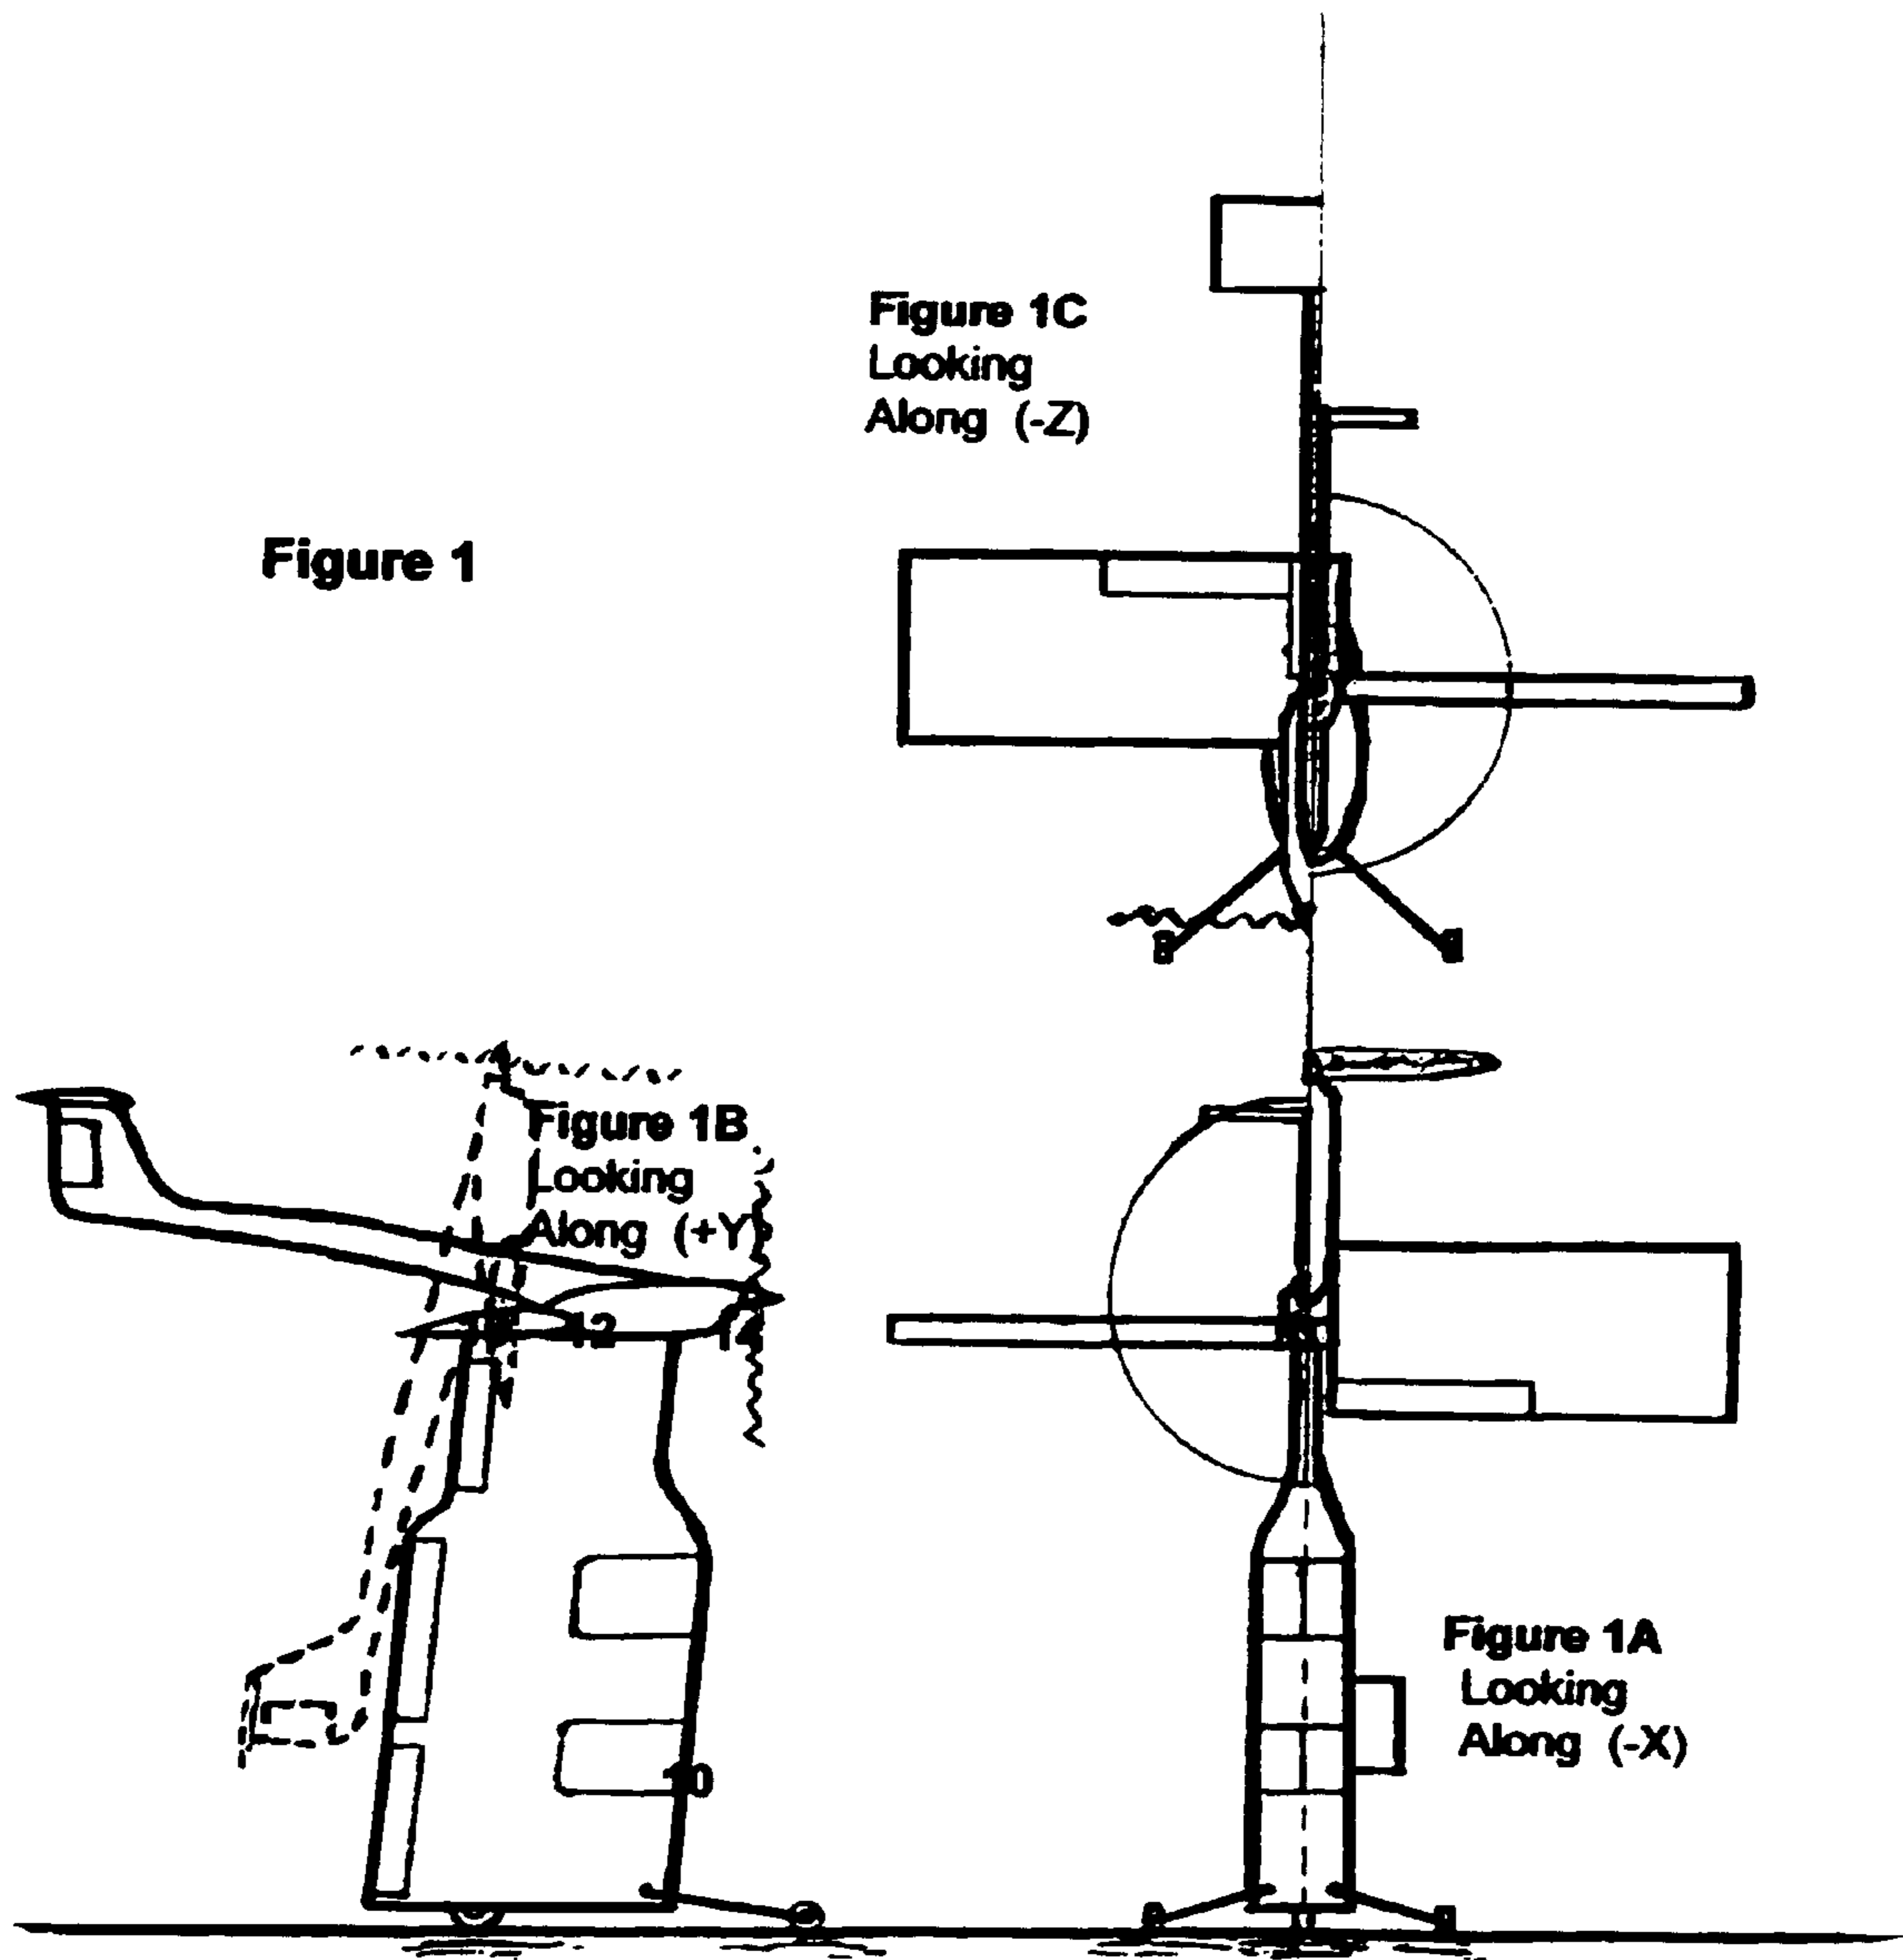 Figure 1C
Looking
Along (-Z)
Figure 1
Figure 1B
Looking
Along (+Y)
12
14
10
Figure 1A
Looking
Along (-X)